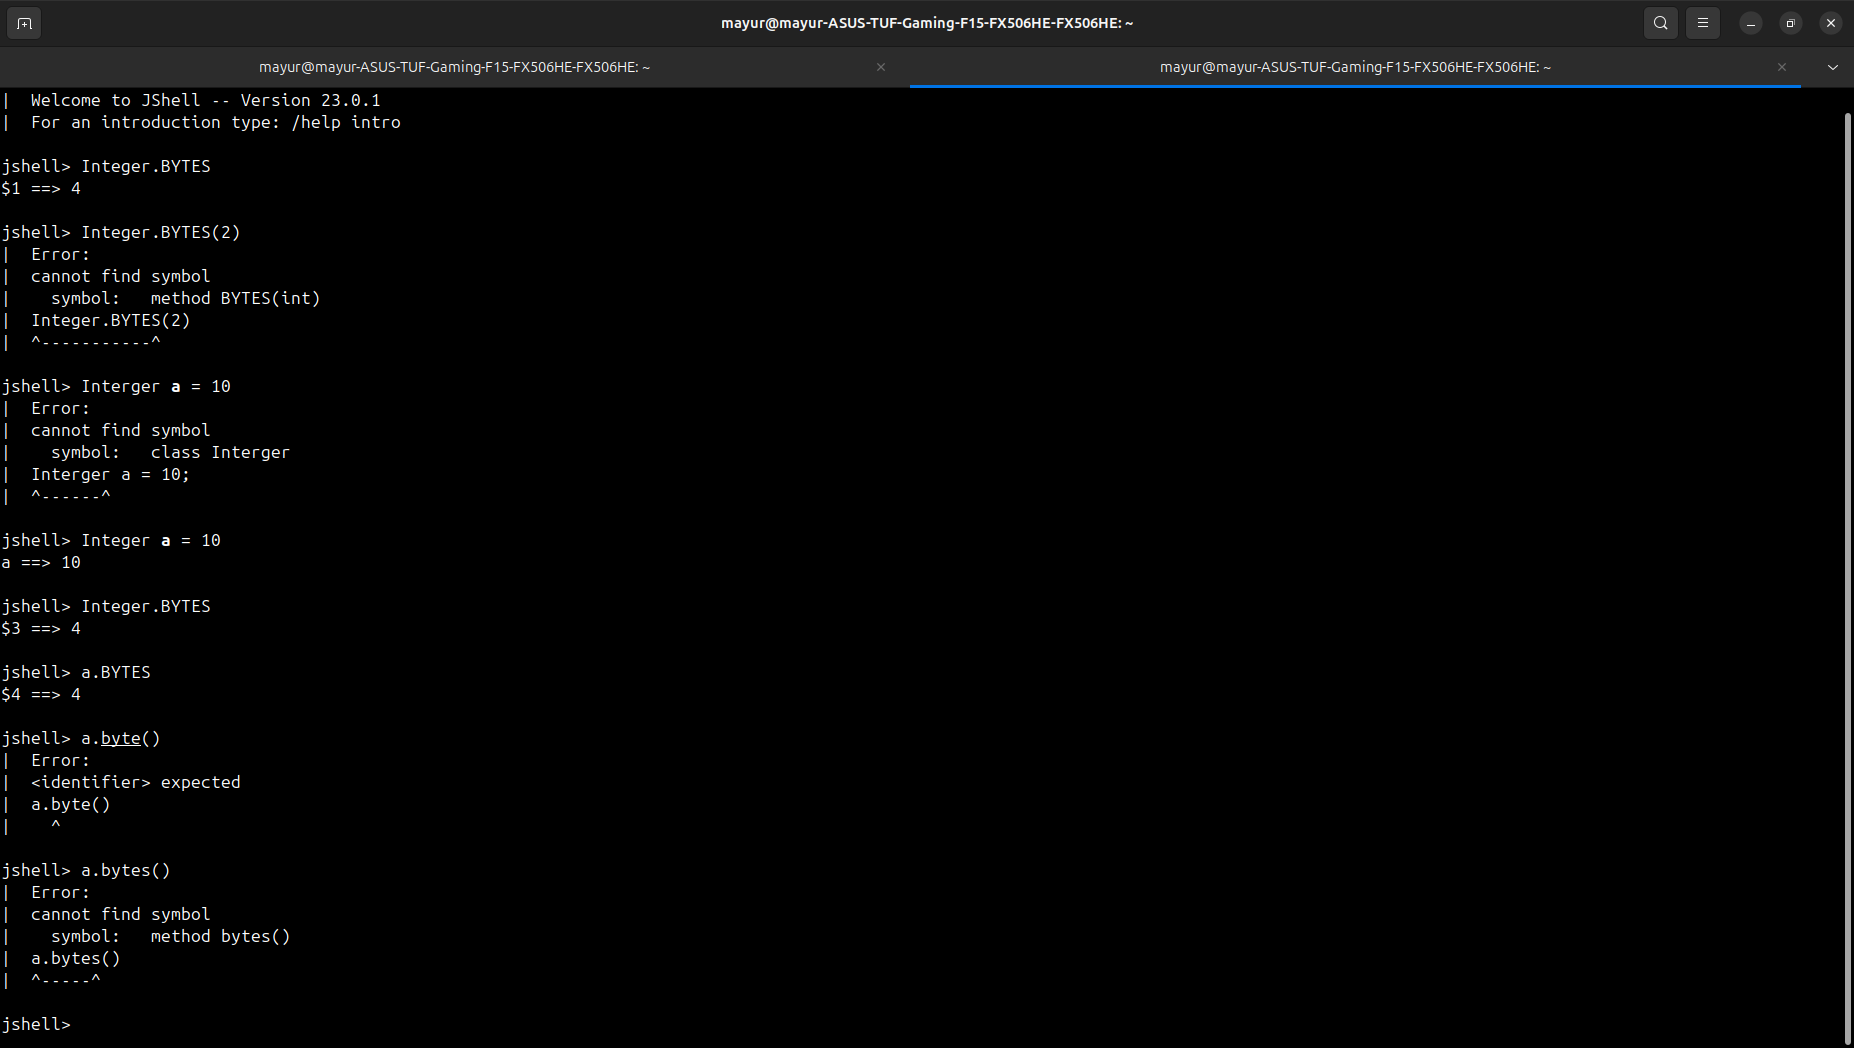 mayur@mayur-ASUS-TUF-Gaming-F15-FX506HE-FX506HE: ~
mayur@mayur-ASUS-TUF-Gaming-F15-FX506HE-FX506HE: ~
mayur@mayur-ASUS-TUF-Gaming-F15-FX506HE-FX506HE: ~
|  Welcome to JShell -- Version 23.0.1
|  For an introduction type: /help intro
jshell> Integer.BYTES
$1 ==> 4
jshell> Integer.BYTES(2)
|  Error:
|  cannot find symbol
|    symbol:   method BYTES(int)
|  Integer.BYTES(2)
|  ^-----------^
jshell> Interger a = 10
|  Error:
|  cannot find symbol
|    symbol:   class Interger
|  Interger a = 10;
|  ^------^
jshell> Integer a = 10
a ==> 10
jshell> Integer.BYTES
$3 ==> 4
jshell> a.BYTES
$4 ==> 4
jshell> a.byte()
|  Error:
|  <identifier> expected
|  a.byte()
|    ^
jshell> a.bytes()
|  Error:
|  cannot find symbol
|    symbol:   method bytes()
|  a.bytes()
|  ^-----^
jshell>